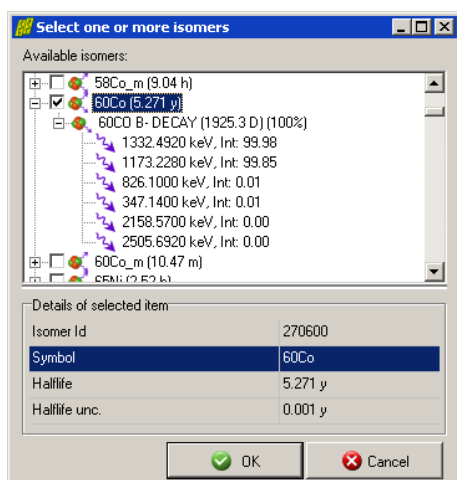 Select one or more isomers
Available isomers:
58Co_m (9.04 h)
60Co (5.271 y)
60CO B- DECAY (1925.3 D) (100%)
1332.4920 keV, Int: 99.98
1173.2280 keV, Int: 99.85
826.1000 keV, Int: 0.01
347.1400 keV, Int: 0.01
2158.5700 keV, Int: 0.00
2505.6920 keV, Int: 0.00
60Co_m (10.47 m)
65Ni (2.52 h)
Details of selected item
Isomer Id 270600
Symbol 60Co
Halflife 5.271 y
Halflife unc. 0.001 y
OK Cancel